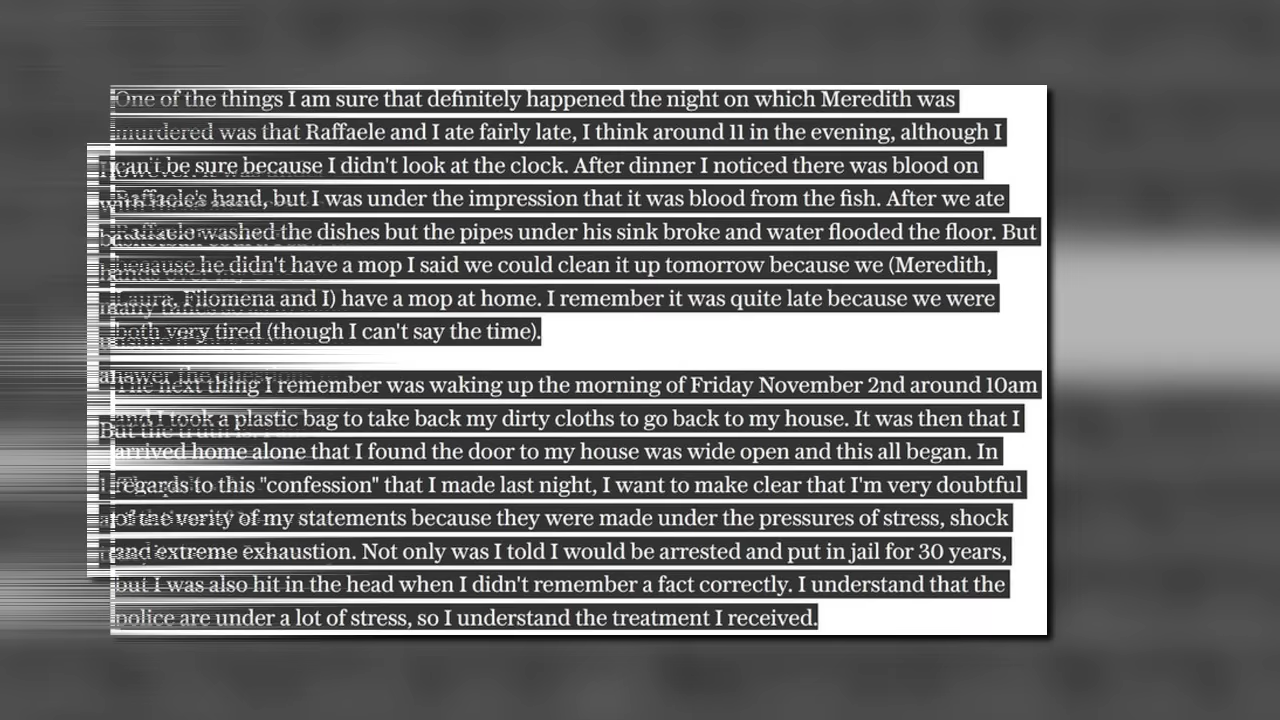 One of the things I am sure that definitely happened the night on which Meredith was
murdered was that Raffaele and I ate fairly late, I think around 11 in the evening, although I
can't be sure because I didn't look at the clock. After dinner I noticed there was blood on
Raffaele's hand, but I was under the impression that it was blood from the fish. After we ate
Raffaele washed the dishes but the pipes under his sink broke and water flooded the floor. But
because he didn't have a mop I said we could clean it up tomorrow because we (Meredith,
Laura, Filomena and I) have a mop at home. I remember it was quite late because we were
both very tired (though I can't say the time).
The next thing I remember was waking up the morning of Friday November 2nd around 10am
and I took a plastic bag to take back my dirty cloths to go back to my house. It was then that I
arrived home alone that I found the door to my house was wide open and this all began. In
regards to this "confession" that I made last night, I want to make clear that I'm very doubtful
of the verity of my statements because they were made under the pressures of stress, shock
and extreme exhaustion. Not only was I told I would be arrested and put in jail for 30 years,
but I was also hit in the head when I didn't remember a fact correctly. I understand that the
police are under a lot of stress, so I understand the treatment I received.